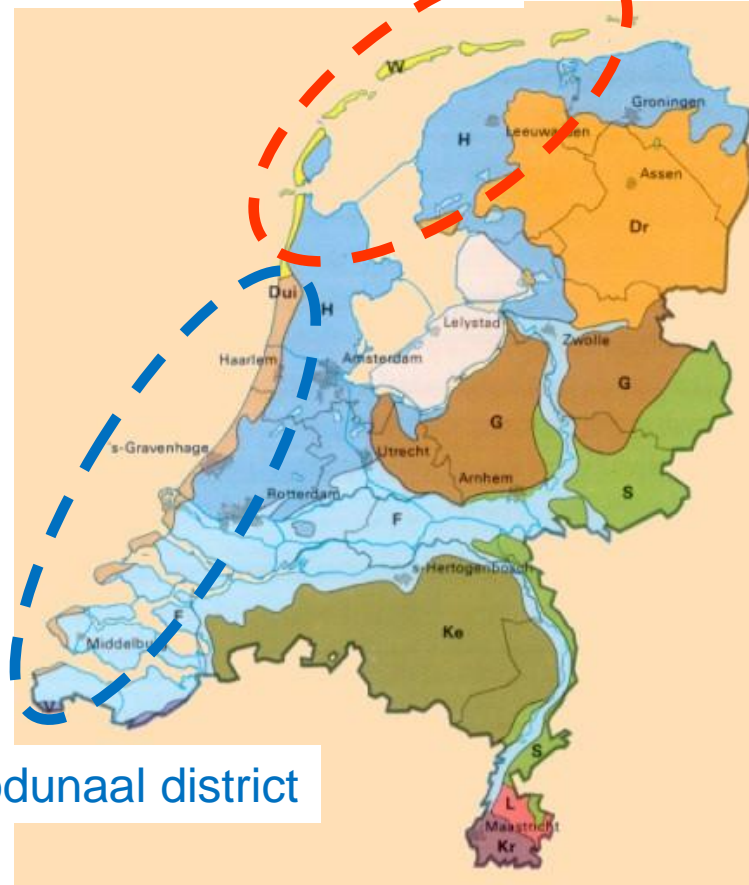 W
Groningen
H
Leeuwarden
Assen
Dr
Dui
H
Lelystad
Zwolle
Haarlem
Amsterdam
G
G
's-Gravenhage
Utrecht
Arnhem
S
Rotterdam
F
's-Hertogenbosch
F
Middelburg
Ke
V
S
odunaal district
L
Maastricht
Kr